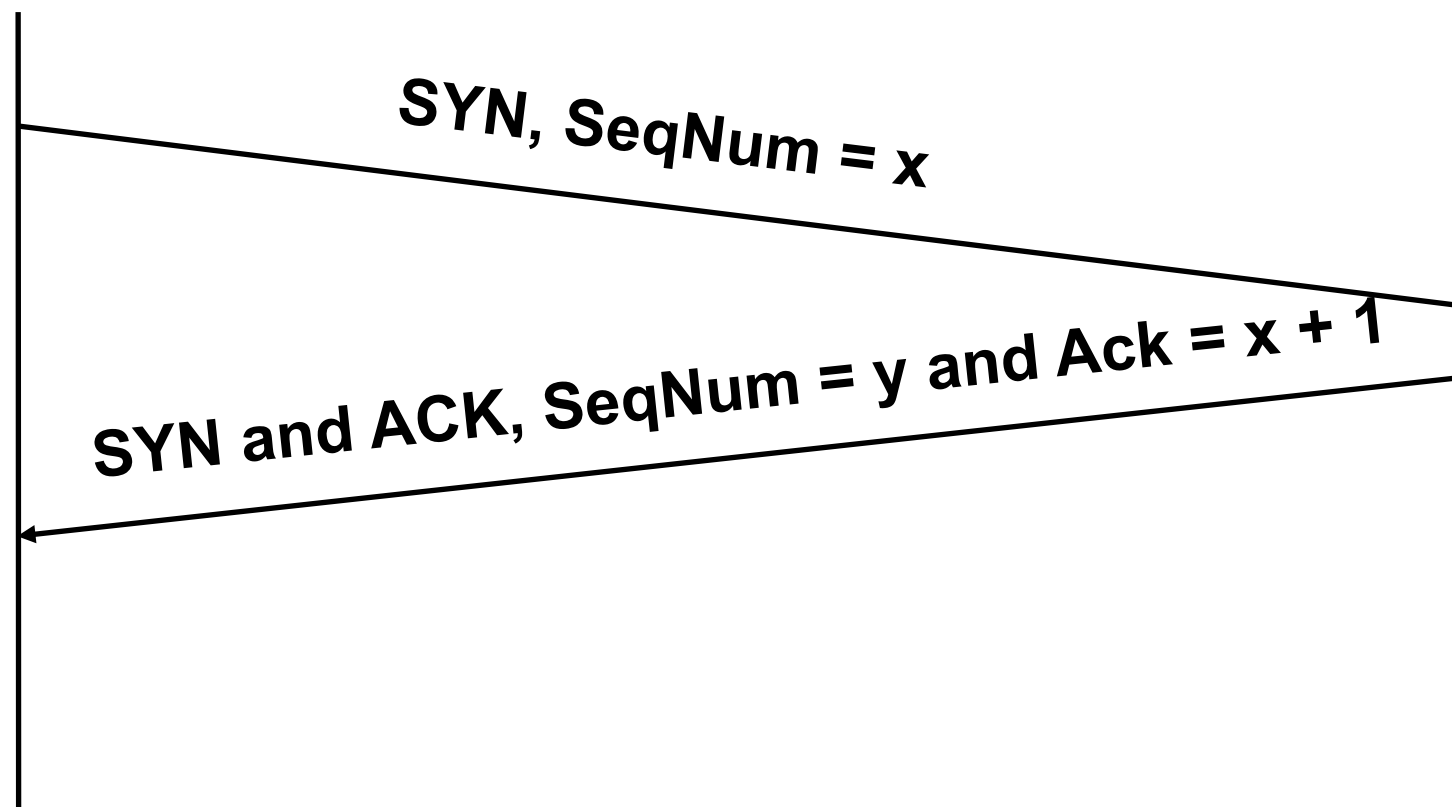 SYN, SeqNum = x
SYN and ACK, SeqNum = y and Ack = x + 1